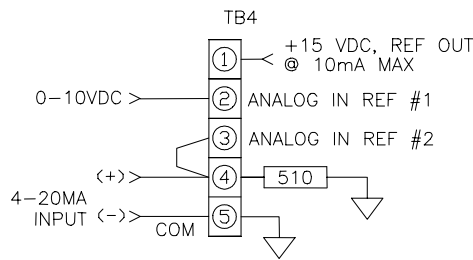 TB4
+15 VDC, REF OUT
@ 10mA MAX
1
0-10VDC
2
ANALOG IN REF #1
3
ANALOG IN REF #2
(+)
4
510
4-20MA
INPUT
(-)
COM
5